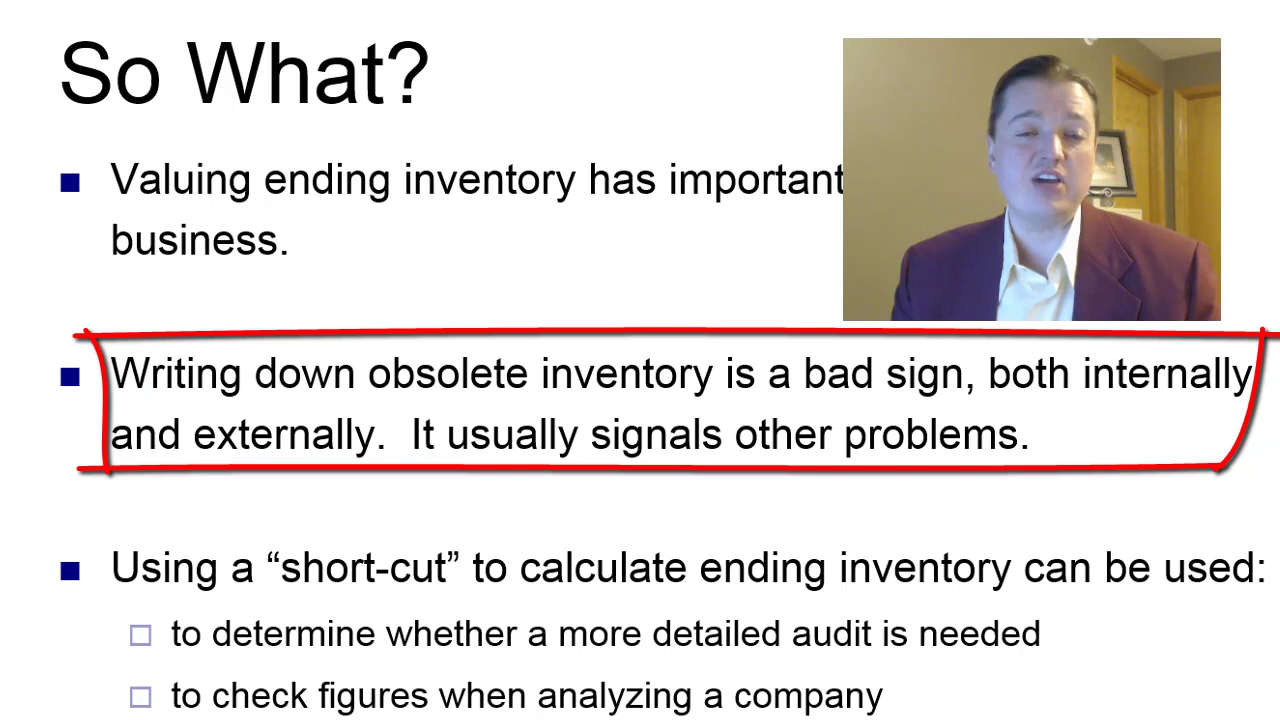 So What?
Valuing ending inventory has important
business.
Writing down obsolete inventory is a bad sign, both internally
and externally. It usually signals other problems.
Using a “short-cut” to calculate ending inventory can be used:
to determine whether a more detailed audit is needed
to check figures when analyzing a company